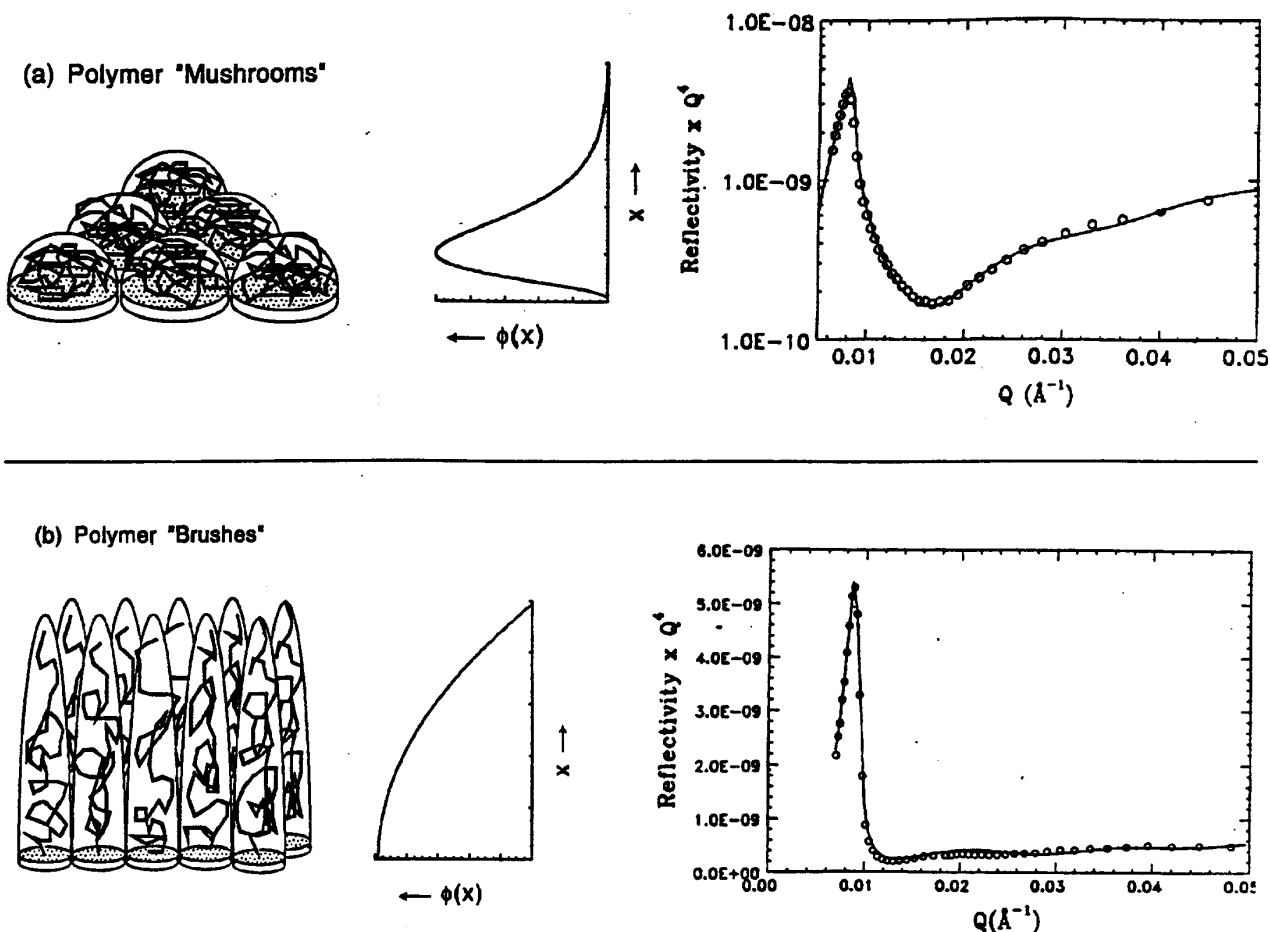 (a) Polymer "Mushrooms"
← ϕ(x)
X →
Reflectivity x Q⁴
1.0E-08
1.0E-09
1.0E-10
0.01 0.02 0.03 0.04 0.05
Q (Å⁻¹)
(b) Polymer "Brushes"
← ϕ(x)
X →
Reflectivity x Q⁴
6.0E-09
5.0E-09
4.0E-09
3.0E-09
2.0E-09
1.0E-09
0.0E+00
0.00 0.01 0.02 0.03 0.04 0.05
Q(Å⁻¹)